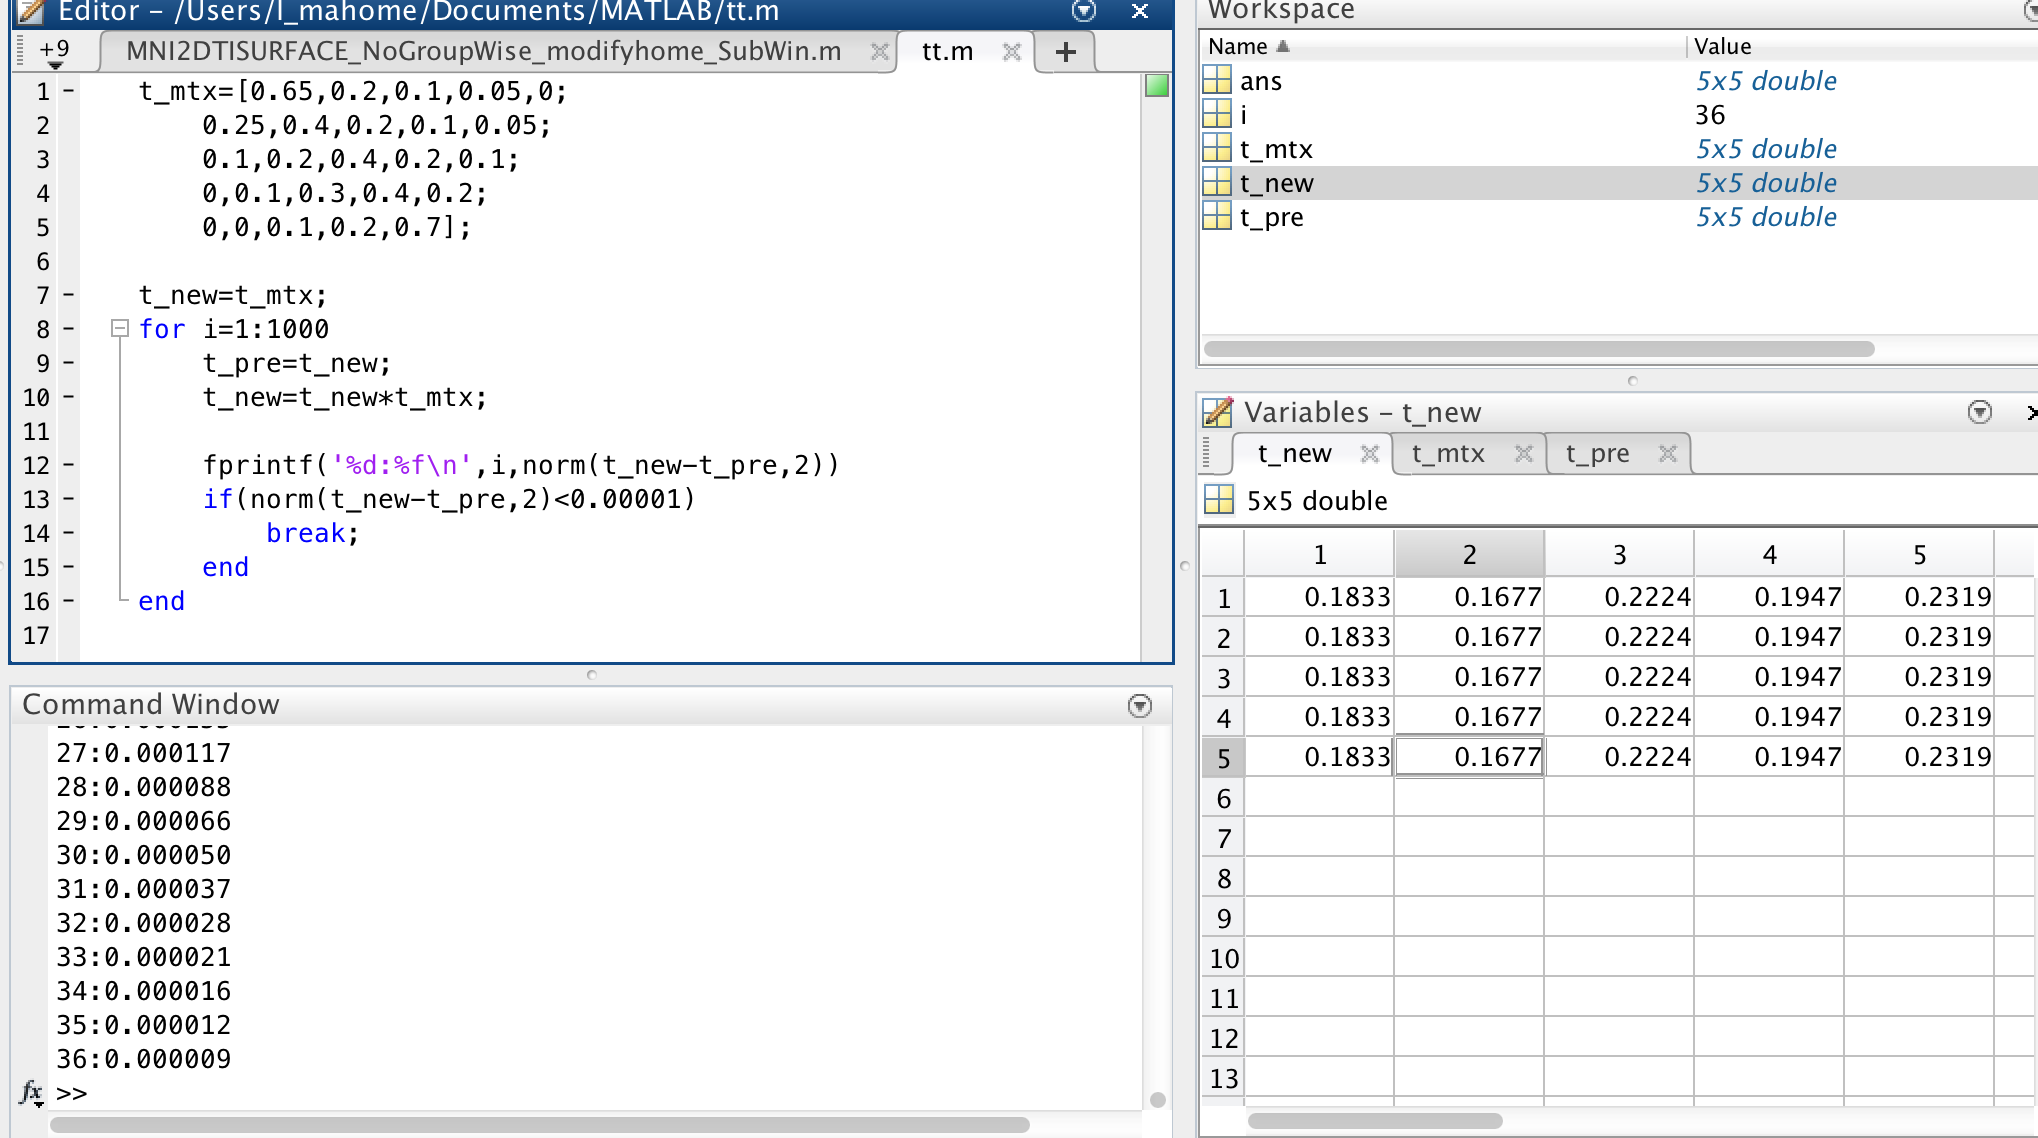 Editor – /Users/l_mahome/Documents/MATLAB/tt.m
+9
MNI2DTISURFACE_NoGroupWise_modifyhome_SubWin.m
tt.m
+
1 – t_mtx=[0.65,0.2,0.1,0.05,0;
2 0.25,0.4,0.2,0.1,0.05;
3 0.1,0.2,0.4,0.2,0.1;
4 0,0.1,0.3,0.4,0.2;
5 0,0,0.1,0.2,0.7];
6
7 – t_new=t_mtx;
8 – for i=1:1000
9 – t_pre=t_new;
10 – t_new=t_new*t_mtx;
11
12 – fprintf('%d:%f\n',i,norm(t_new-t_pre,2))
13 – if(norm(t_new-t_pre,2)<0.00001)
14 – break;
15 – end
16 – end
17
Command Window
27:0.000117
28:0.000088
29:0.000066
30:0.000050
31:0.000037
32:0.000028
33:0.000021
34:0.000016
35:0.000012
36:0.000009
fx >>
Workspace
Name Value
ans 5x5 double
i 36
t_mtx 5x5 double
t_new 5x5 double
t_pre 5x5 double
Variables – t_new
t_new t_mtx t_pre
5x5 double
1 2 3 4 5
1 0.1833 0.1677 0.2224 0.1947 0.2319
2 0.1833 0.1677 0.2224 0.1947 0.2319
3 0.1833 0.1677 0.2224 0.1947 0.2319
4 0.1833 0.1677 0.2224 0.1947 0.2319
5 0.1833 0.1677 0.2224 0.1947 0.2319
6
7
8
9
10
11
12
13